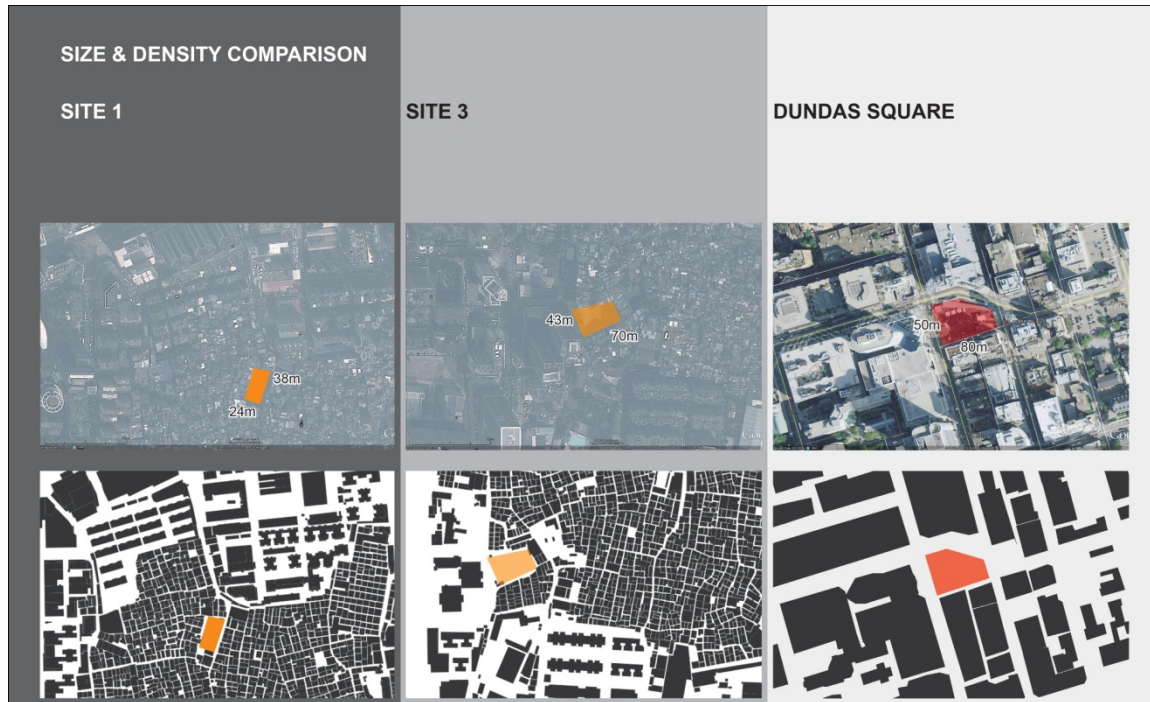 SIZE & DENSITY COMPARISON
SITE 1
SITE 3
DUNDAS SQUARE
38m
24m
43m
70m
50m
80m